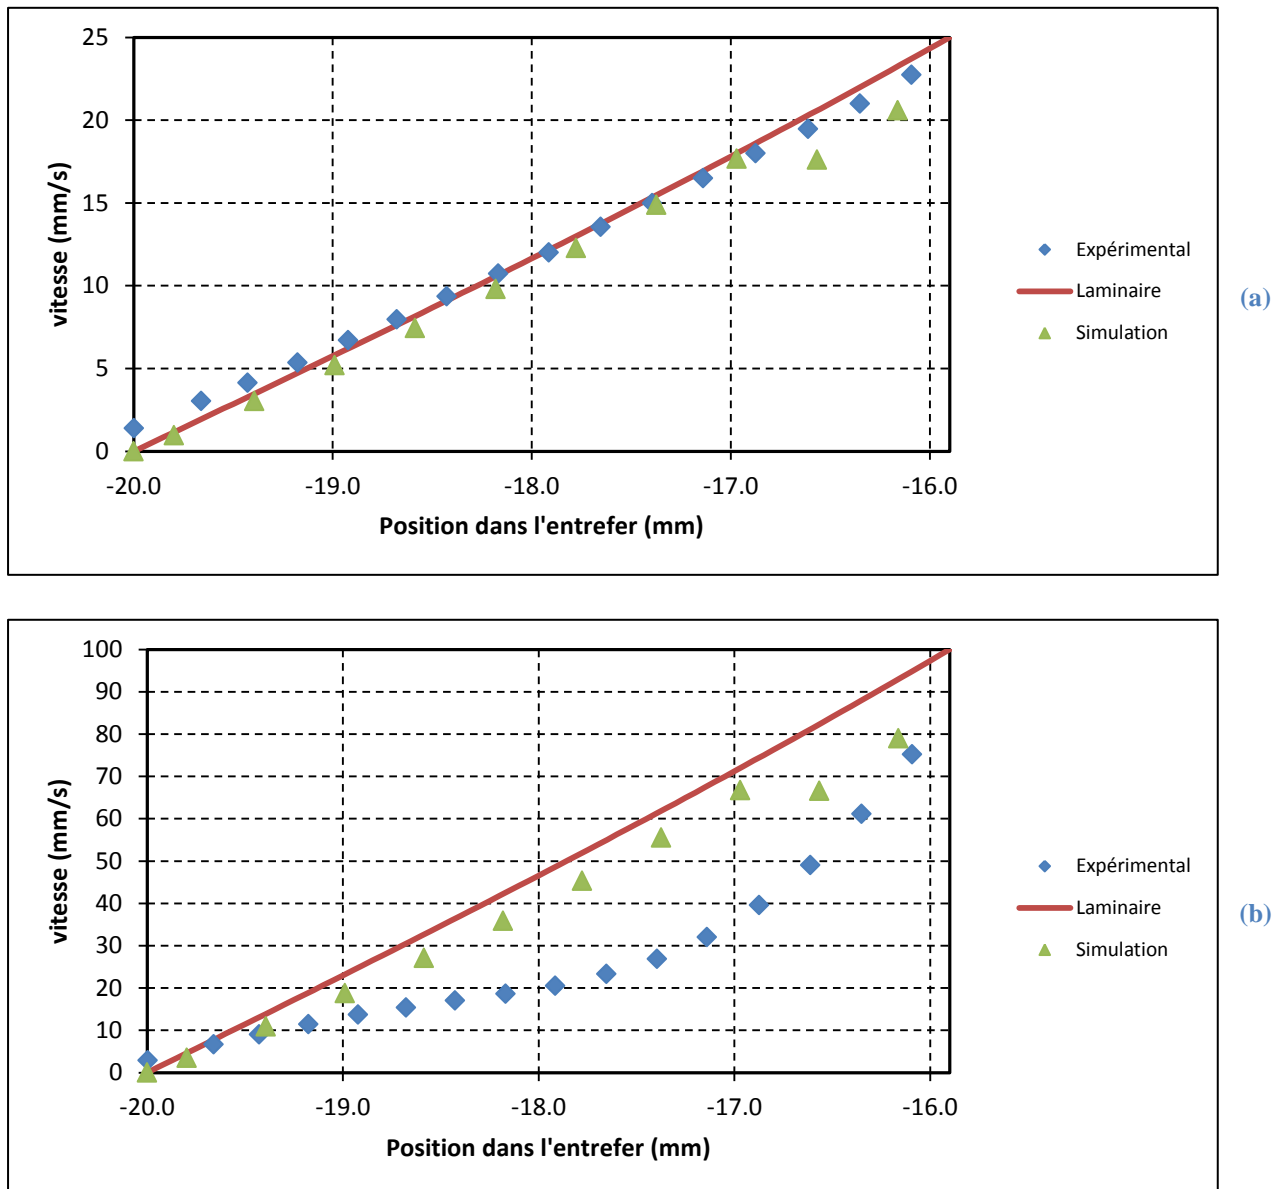 25
20
15
10
5
0
-20.0 -19.0 -18.0 -17.0 -16.0
vitesse (mm/s)
Position dans l'entrefer (mm)
Expérimental
Laminaire
Simulation
(a)
100
90
80
70
60
50
40
30
20
10
0
-20.0 -19.0 -18.0 -17.0 -16.0
vitesse (mm/s)
Position dans l'entrefer (mm)
Expérimental
Laminaire
Simulation
(b)